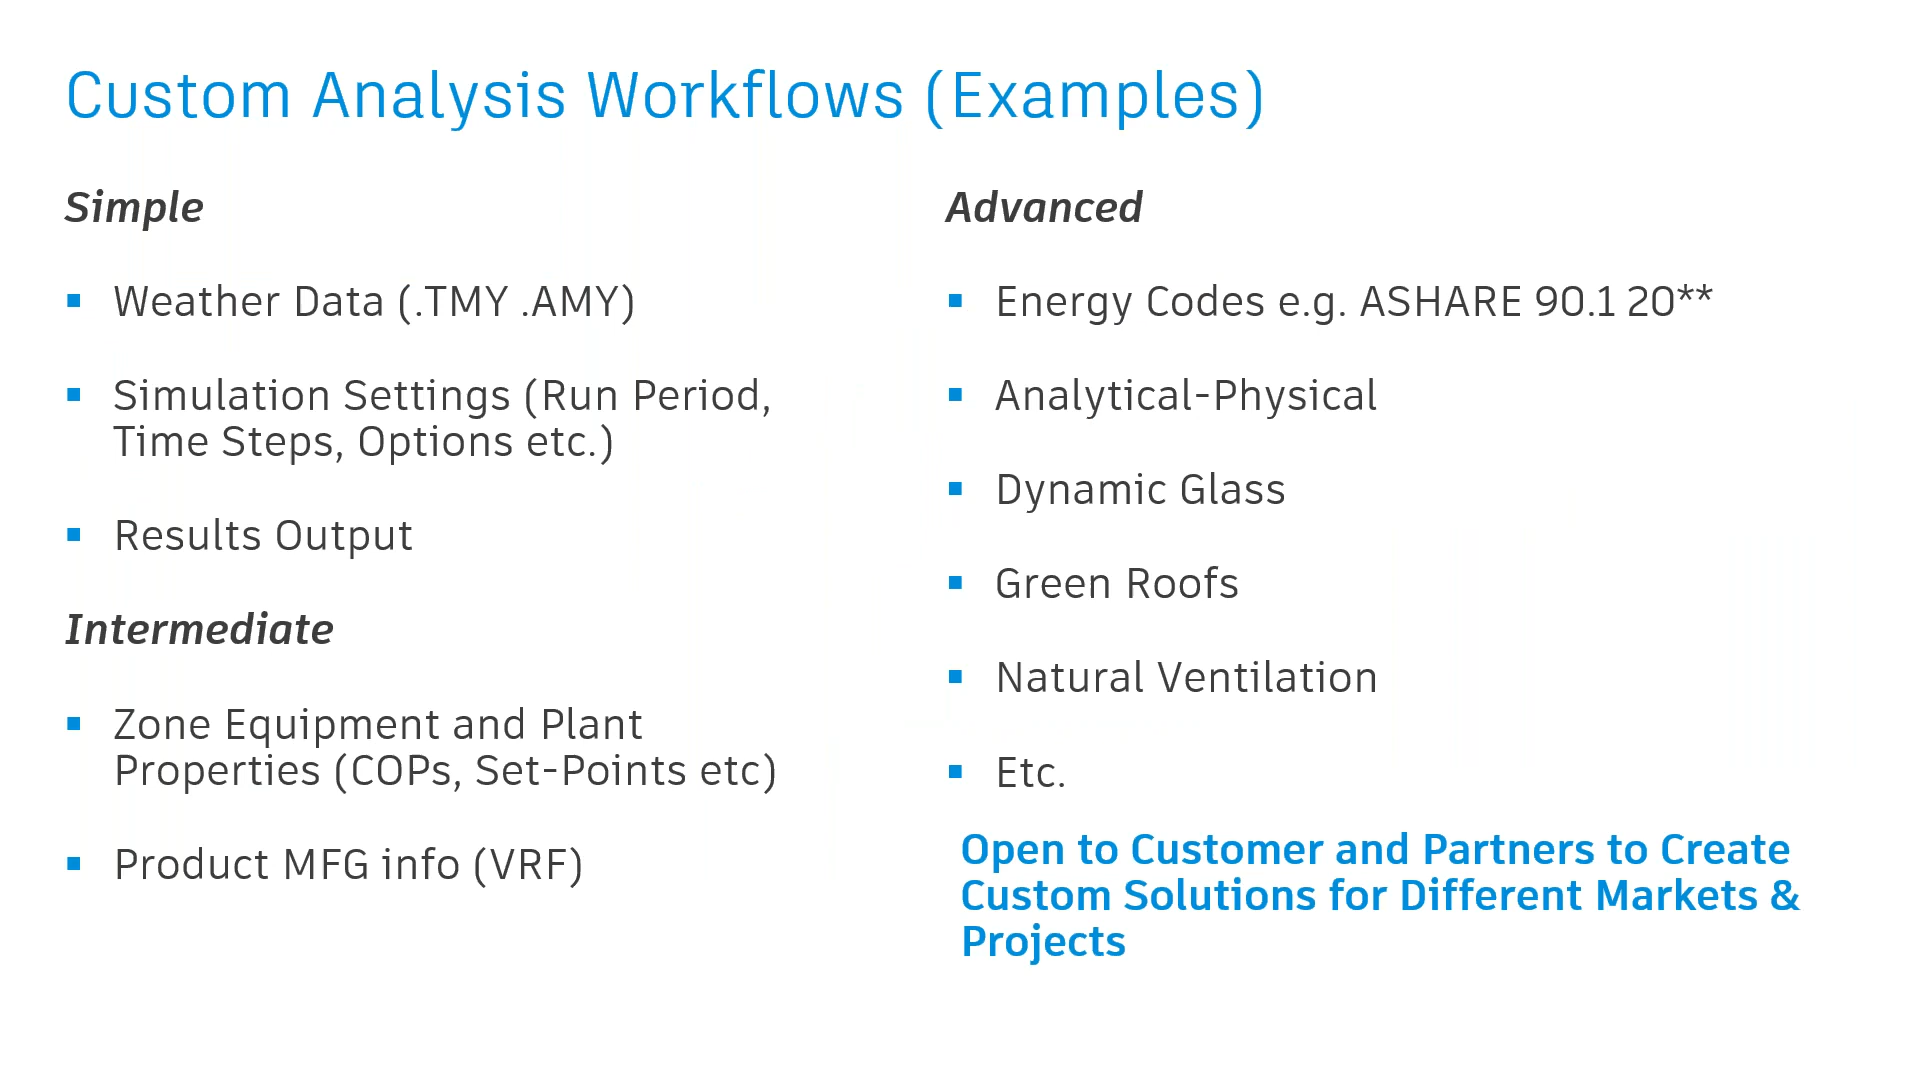 Custom Analysis Workflows (Examples)
Simple
Weather Data (.TMY .AMY)
Simulation Settings (Run Period,
Time Steps, Options etc.)
Results Output
Intermediate
Zone Equipment and Plant
Properties (COPs, Set-Points etc)
Product MFG info (VRF)
Advanced
Energy Codes e.g. ASHARE 90.1 20**
Analytical-Physical
Dynamic Glass
Green Roofs
Natural Ventilation
Etc.
Open to Customer and Partners to Create
Custom Solutions for Different Markets &
Projects